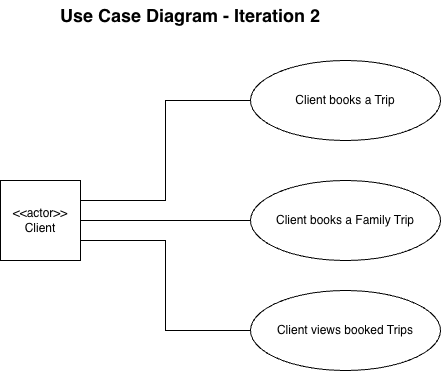 Use Case Diagram - Iteration 2
Client books a Trip
<<actor>>
Client
Client books a Family Trip
Client views booked Trips